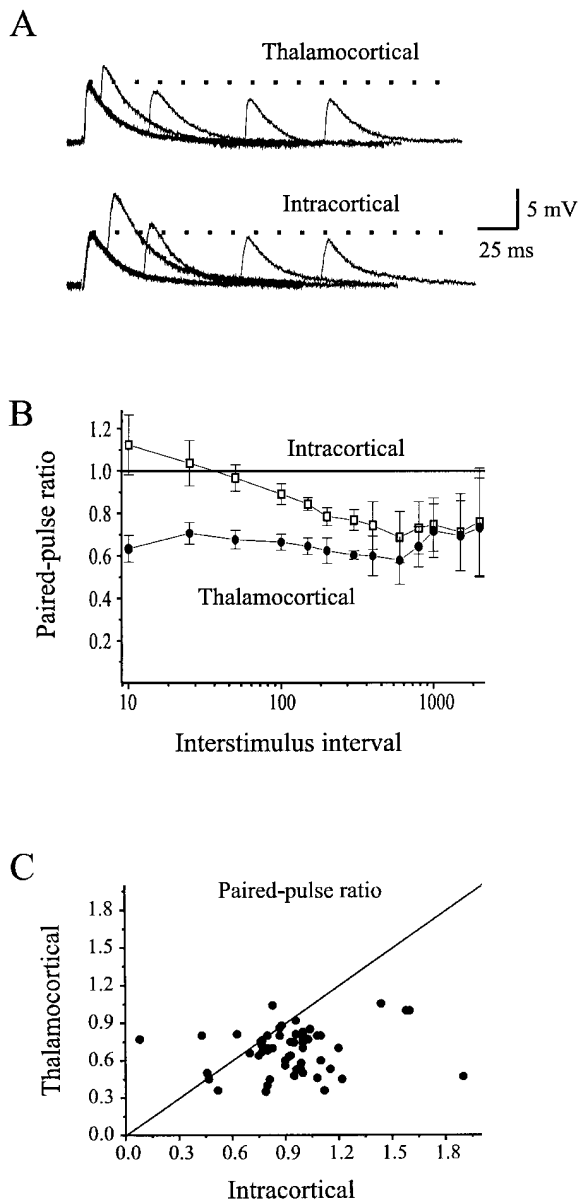 A
Thalamocortical
Intracortical
5 mV
25 ms
B
Paired-pulse ratio
1.2
1.0
0.8
0.6
0.4
0.2
Intracortical
Thalamocortical
10
100
1000
Interstimulus interval
C
Paired-pulse ratio
Thalamocortical
1.8
1.5
1.2
0.9
0.6
0.3
0.0
0.0
0.3
0.6
0.9
1.2
1.5
1.8
Intracortical